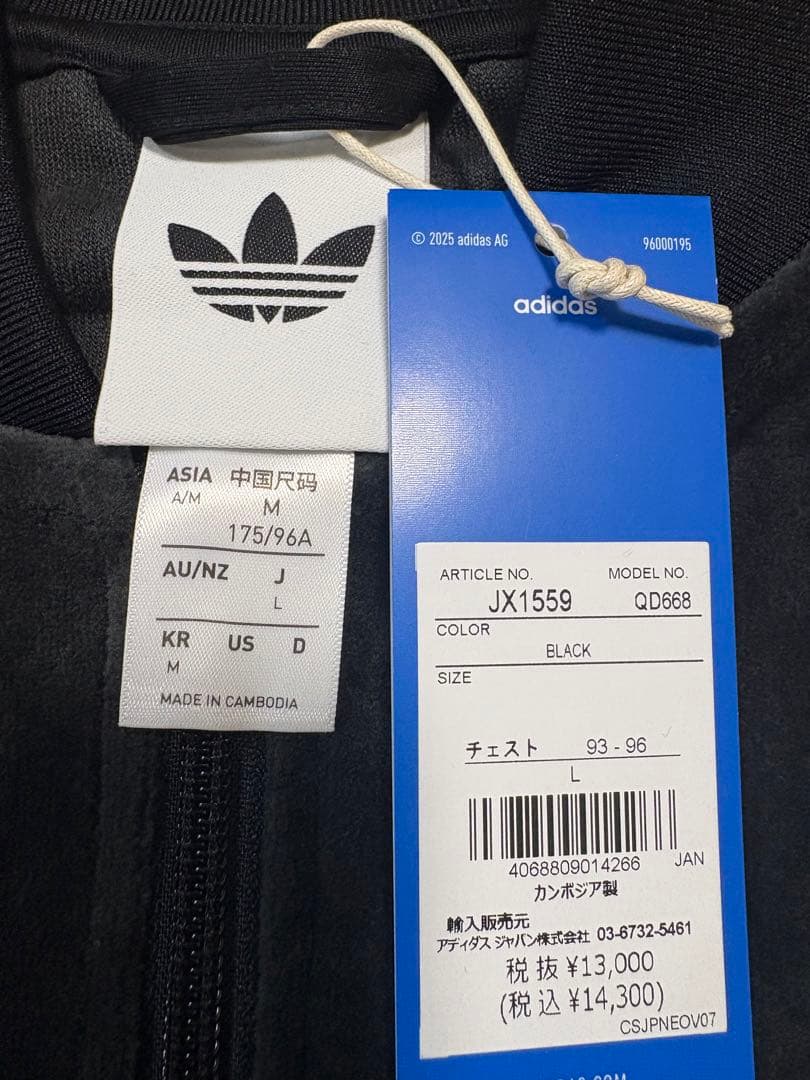 © 2025 adidas AG
96000195
adidas
ASIA 中国尺码
A/M M
175/96A
AU/NZ J
L
KR US D
M
MADE IN CAMBODIA
ARTICLE NO. MODEL NO.
JX1559 QD668
COLOR
BLACK
SIZE
チェスト 93 - 96
L
4068809014266 JAN
カンボジア製
輸入販売元
アディダス ジャパン株式会社 03-6732-5461
税抜 ¥13,000
(税込 ¥14,300)
CSJPNEOV07